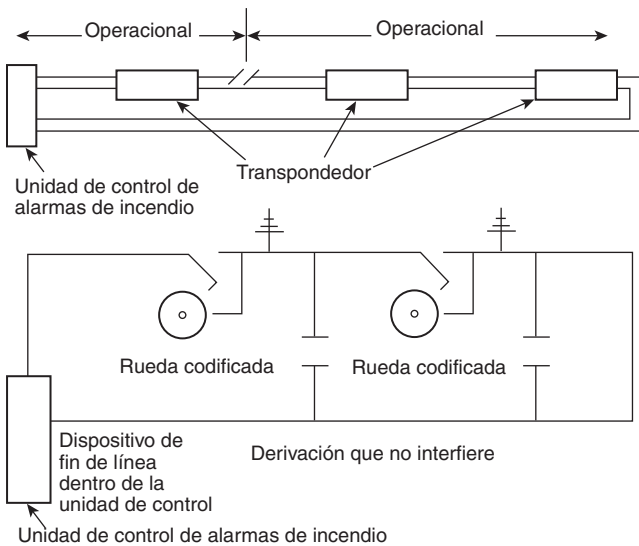 Operacional
Operacional
Transpondedor
Unidad de control de
alarmas de incendio
Rueda codificada
Rueda codificada
Dispositivo de
fin de línea
dentro de la
unidad de control
Derivación que no interfiere
Unidad de control de alarmas de incendio